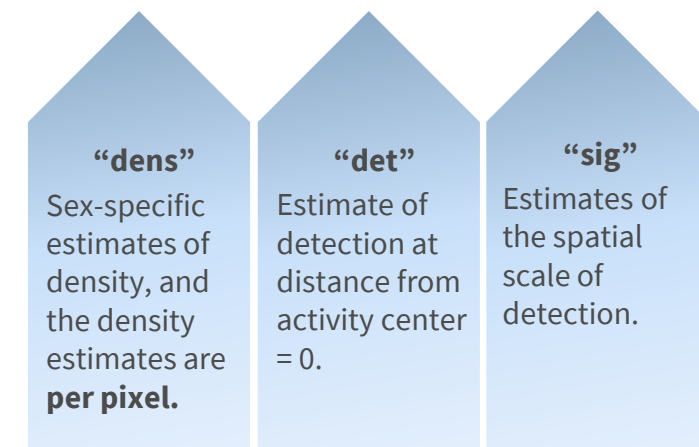 “dens”
Sex-specific
estimates of
density, and
the density
estimates are
per pixel.
“det”
Estimate of
detection at
distance from
activity center
= 0.
“sig”
Estimates of
the spatial
scale of
detection.